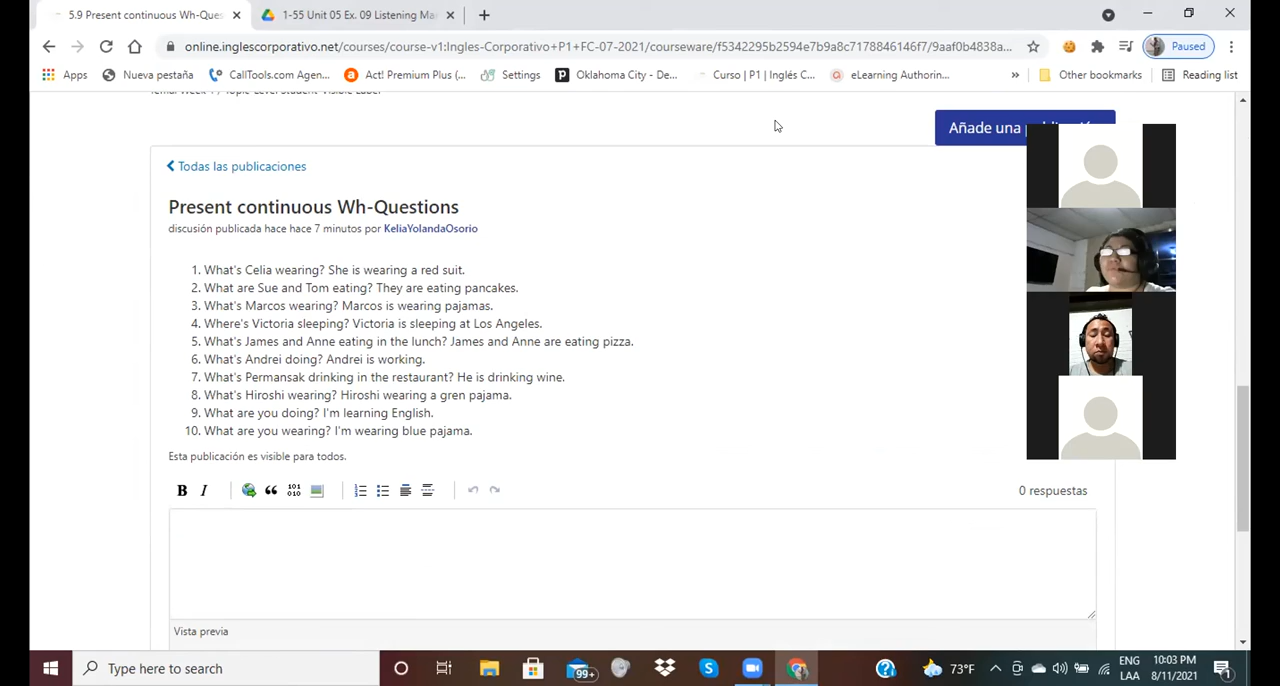 5.9 Present continuous Wh-Ques
1-55 Unit 05 Ex. 09 Listening Ma
online.inglescorporativo.net/courses/course-v1:Ingles-Corporativo+P1+FC-07-2021/courseware/f5342295b2594e7b9a8c7178846146f7/9aaf0b4838a...
Paused
Apps
Nueva pestaña
CallTools.com Agen...
Act! Premium Plus (...
Settings
Oklahoma City - De...
Curso | P1 | Inglés C...
eLearning Authorin...
»
Other bookmarks
Reading list
Añade una
Todas las publicaciones
Present continuous Wh-Questions
discusión publicada hace hace 7 minutos por KeliaYolandaOsorio
1. What's Celia wearing? She is wearing a red suit.
2. What are Sue and Tom eating? They are eating pancakes.
3. What's Marcos wearing? Marcos is wearing pajamas.
4. Where's Victoria sleeping? Victoria is sleeping at Los Angeles.
5. What's James and Anne eating in the lunch? James and Anne are eating pizza.
6. What's Andrei doing? Andrei is working.
7. What's Permansak drinking in the restaurant? He is drinking wine.
8. What's Hiroshi wearing? Hiroshi wearing a gren pajama.
9. What are you doing? I'm learning English.
10. What are you wearing? I'm wearing blue pajama.
Esta publicación es visible para todos.
B I 101 010
0 respuestas
Vista previa
Type here to search
99+
73°F
ENG
LAA
10:03 PM
8/11/2021
1